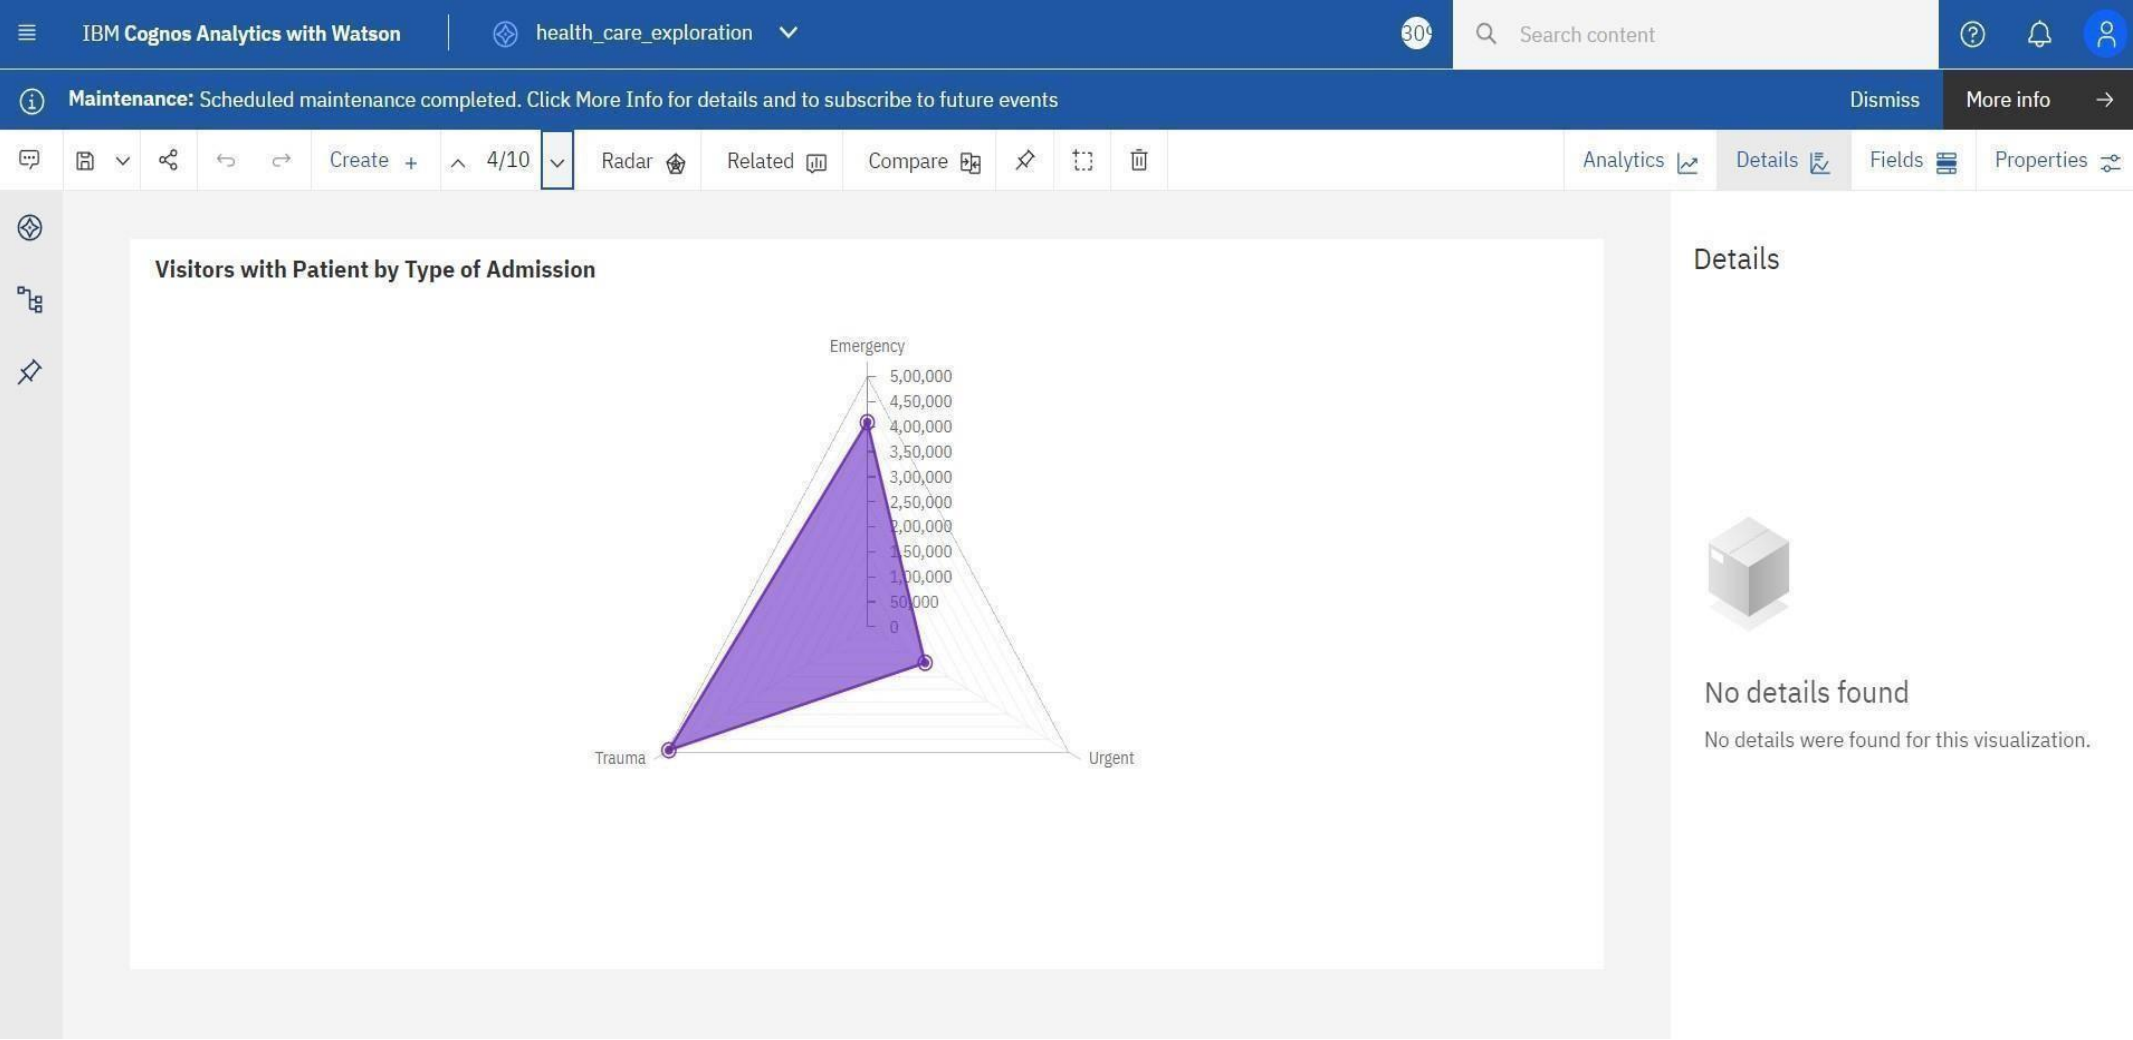 IBM Cognos Analytics with Watson
health_care_exploration
Search content
Maintenance: Scheduled maintenance completed. Click More Info for details and to subscribe to future events
Dismiss
More info
Create
4/10
Radar
Related
Compare
Analytics
Details
Fields
Properties
Visitors with Patient by Type of Admission
Details
Emergency
5,00,000
4,50,000
4,00,000
3,50,000
3,00,000
2,50,000
2,00,000
1,50,000
1,00,000
50,000
0
Trauma
Urgent
No details found
No details were found for this visualization.